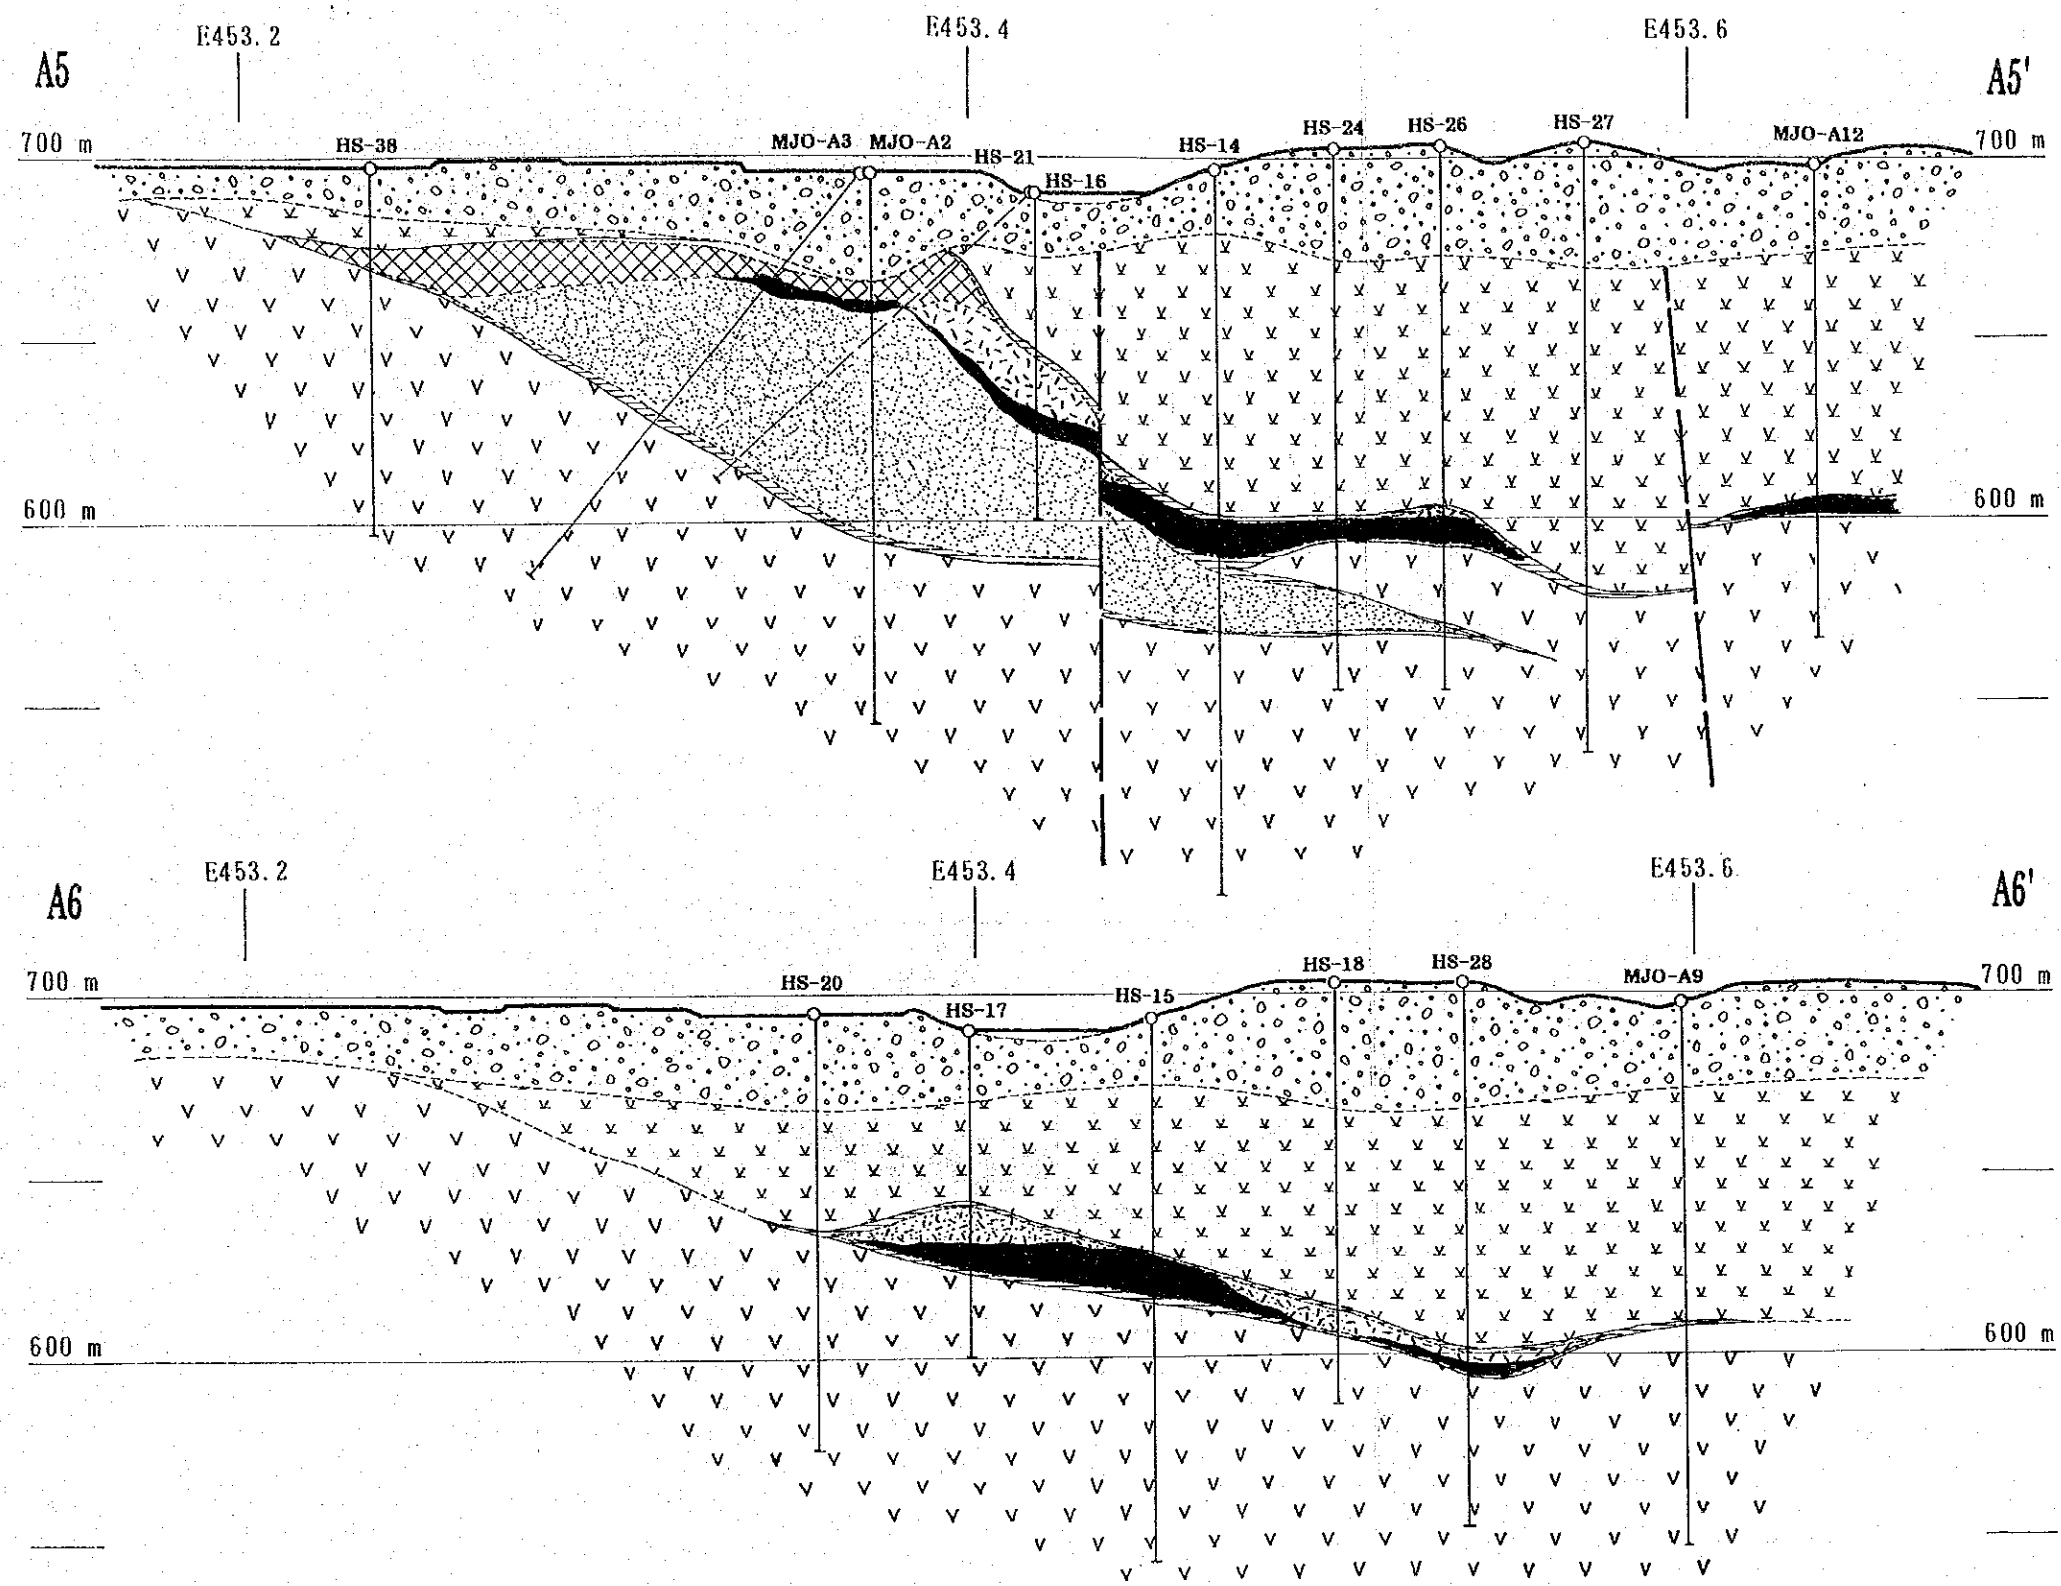 E453.2 E453.4 E453.6
A5 A5'
700 m HS-38 MJO-A3 MJO-A2 HS-21 HS-16 HS-14 HS-24 HS-26 HS-27 MJO-A12 700 m
600 m 600 m
E453.2 E453.4 E453.6
A6 A6'
700 m HS-20 HS-17 HS-15 HS-18 HS-28 MJO-A9 700 m
600 m 600 m